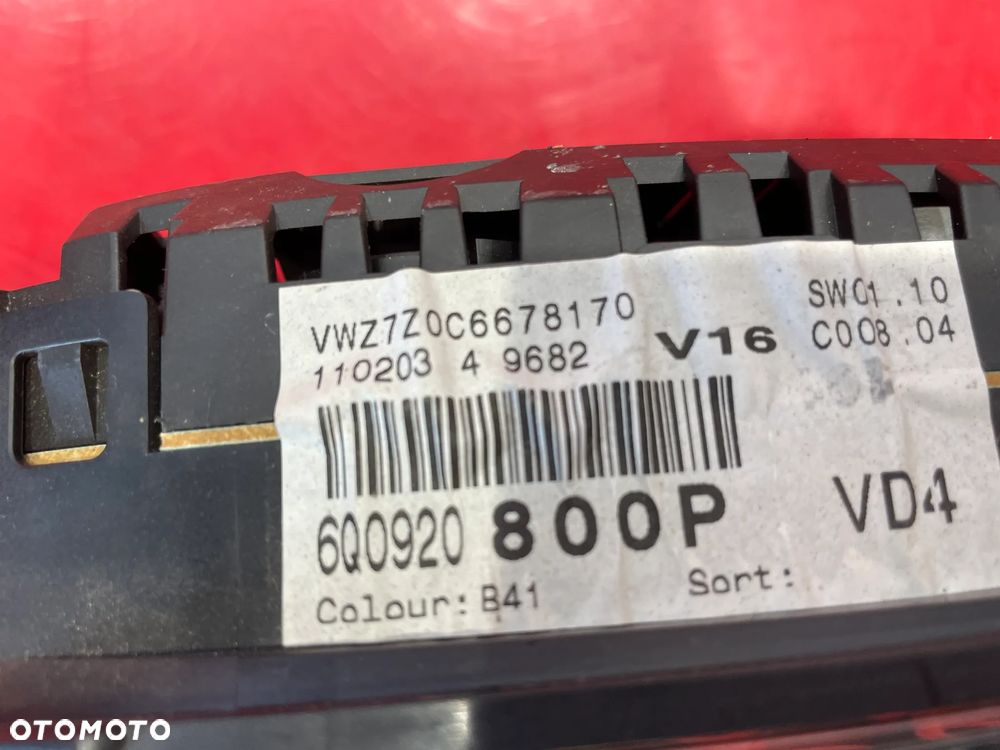 VWZ7Z0C6678170
110203 4 9682
V16
SW01.10
C008.04
6Q0920 800P
VD4
Colour: B41
Sort:
OTOMOTO